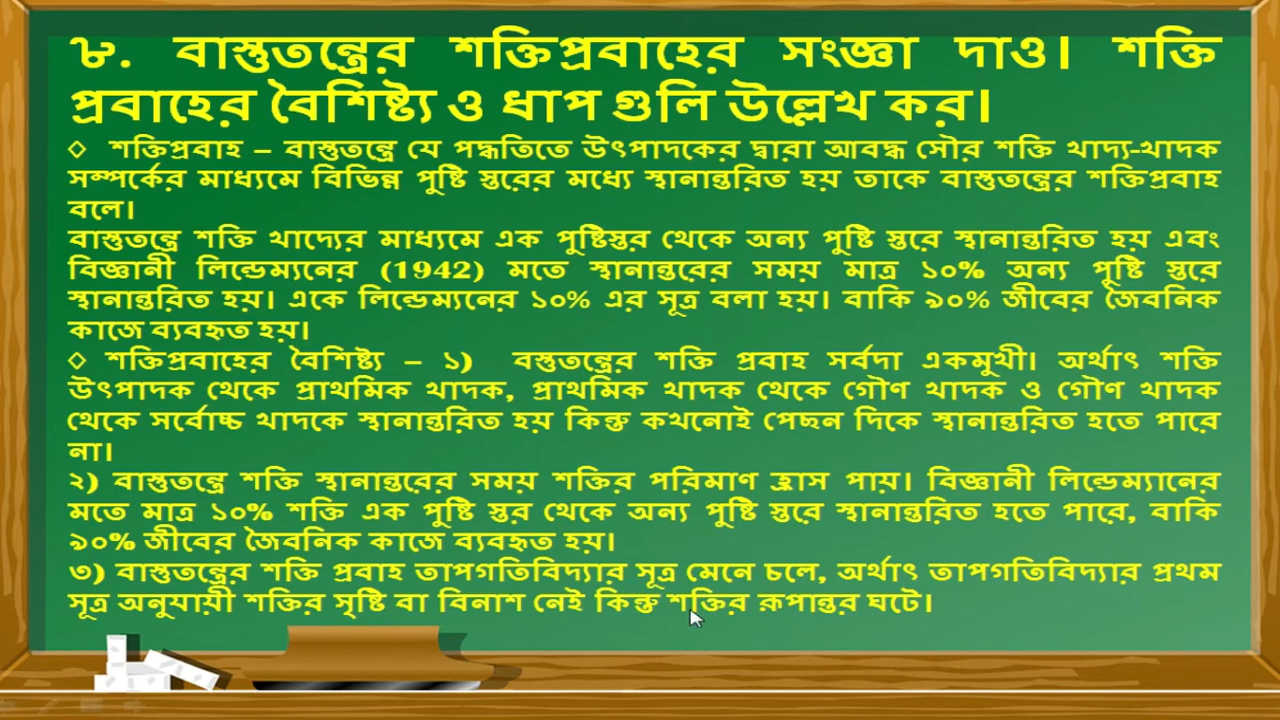 ৮. বাস্তুতন্ত্রের শক্তিপ্রবাহের সংজ্ঞা দাও। শক্তি
প্রবাহের বৈশিষ্ট্য ও ধাপ গুলি উল্লেখ কর।
◊ শক্তিপ্রবাহ – বাস্তুতন্ত্রে যে পদ্ধতিতে উৎপাদকের দ্বারা আবদ্ধ সৌর শক্তি খাদ্য-খাদক
সম্পর্কের মাধ্যমে বিভিন্ন পুষ্টি স্তরের মধ্যে স্থানান্তরিত হয় তাকে বাস্তুতন্ত্রের শক্তিপ্রবাহ
বলে।
বাস্তুতন্ত্রে শক্তি খাদ্যের মাধ্যমে এক পুষ্টিস্তর থেকে অন্য পুষ্টি স্তরে স্থানান্তরিত হয় এবং
বিজ্ঞানী লিন্ডেম্যনের (1942) মতে স্থানান্তরের সময় মাত্র ১০% অন্য পুষ্টি স্তরে
স্থানান্তরিত হয়। একে লিন্ডেম্যনের ১০% এর সূত্র বলা হয়। বাকি ৯০% জীবের জৈবনিক
কাজে ব্যবহৃত হয়।
◊ শক্তিপ্রবাহের বৈশিষ্ট্য – ১) বস্তুতন্ত্রের শক্তি প্রবাহ সর্বদা একমুখী। অর্থাৎ শক্তি
উৎপাদক থেকে প্রাথমিক খাদক, প্রাথমিক খাদক থেকে গৌণ খাদক ও গৌণ খাদক
থেকে সর্বোচ্চ খাদকে স্থানান্তরিত হয় কিন্তু কখনোই পেছন দিকে স্থানান্তরিত হতে পারে
না।
২) বাস্তুতন্ত্রে শক্তি স্থানান্তরের সময় শক্তির পরিমাণ হ্রাস পায়। বিজ্ঞানী লিন্ডেম্যানের
মতে মাত্র ১০% শক্তি এক পুষ্টি স্তর থেকে অন্য পুষ্টি স্তরে স্থানান্তরিত হতে পারে, বাকি
৯০% জীবের জৈবনিক কাজে ব্যবহৃত হয়।
৩) বাস্তুতন্ত্রের শক্তি প্রবাহ তাপগতিবিদ্যার সূত্র মেনে চলে, অর্থাৎ তাপগতিবিদ্যার প্রথম
সূত্র অনুযায়ী শক্তির সৃষ্টি বা বিনাশ নেই কিন্তু শক্তির রূপান্তর ঘটে।